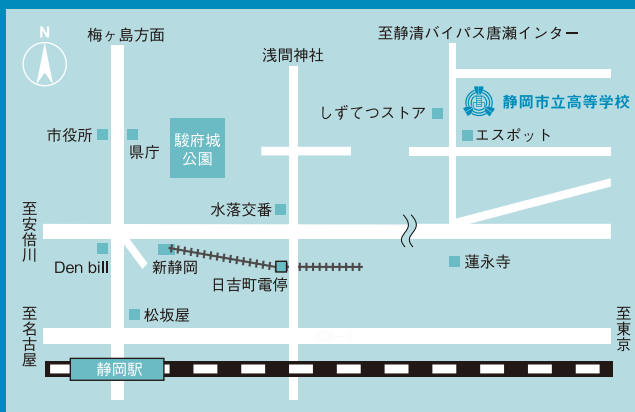 N
梅ヶ島方面
浅間神社
至静清バイパス唐瀬インター
静岡市立高等学校
しずてつストア
エスポット
市役所
県庁
駿府城
公園
水落交番
至安倍川
Den bill
新静岡
日吉町電停
蓮永寺
松坂屋
至名古屋
至東京
静岡駅